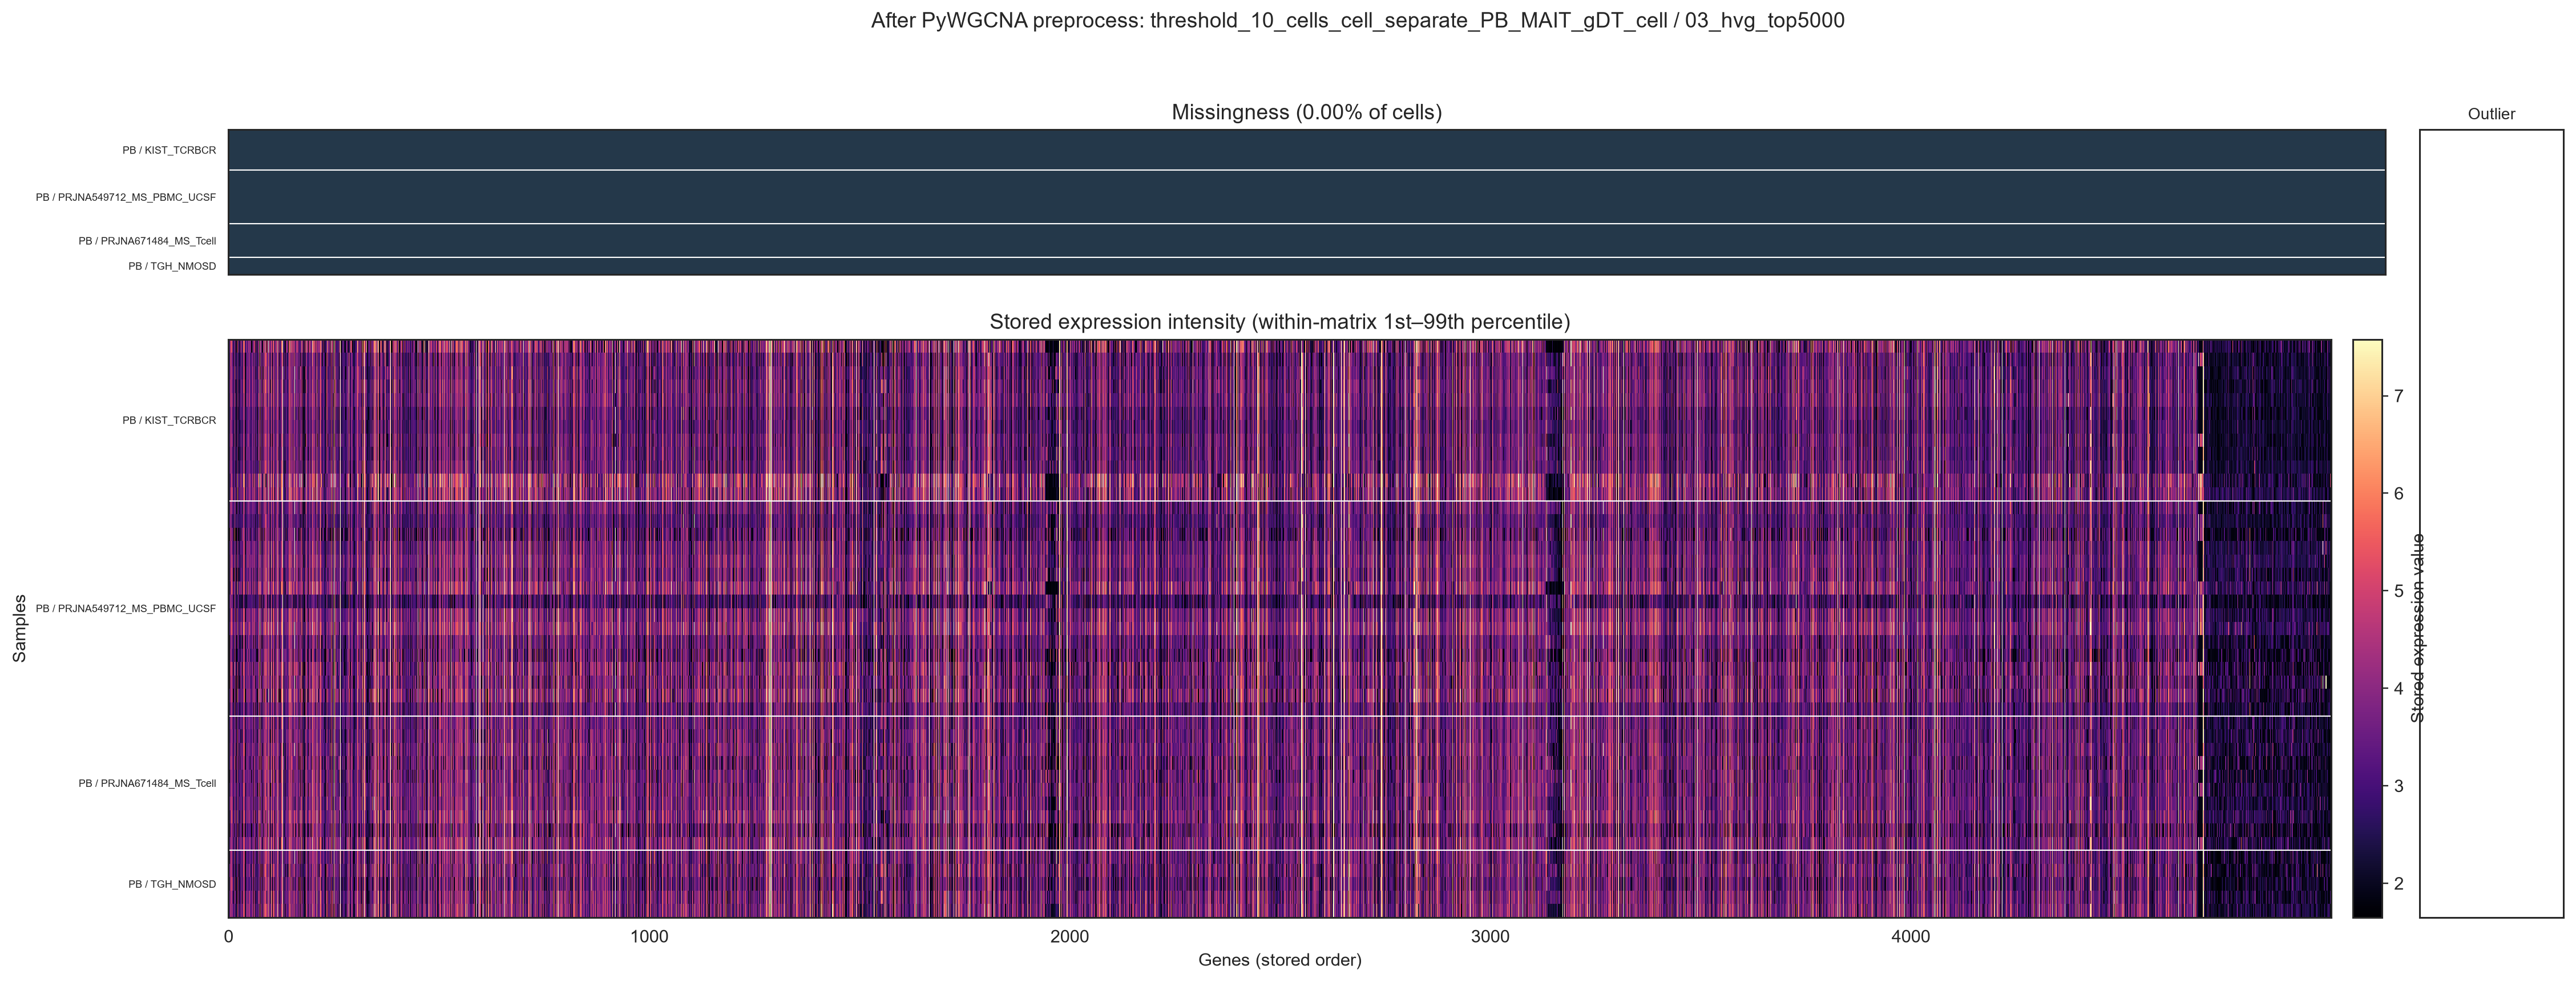 After PyWGCNA preprocess: threshold_10_cells_cell_separate_PB_MAIT_gDT_cell / 03_hvg_top5000
Missingness (0.00% of cells)
Outlier
PB / KIST_TCRBCR
PB / PRJNA549712_MS_PBMC_UCSF
PB / PRJNA671484_MS_Tcell
PB / TGH_NMOSD
Stored expression intensity (within-matrix 1st–99th percentile)
PB / KIST_TCRBCR
PB / PRJNA549712_MS_PBMC_UCSF
PB / PRJNA671484_MS_Tcell
PB / TGH_NMOSD
Samples
7
6
5
4
3
2
Stored expression value
0
1000
2000
3000
4000
Genes (stored order)